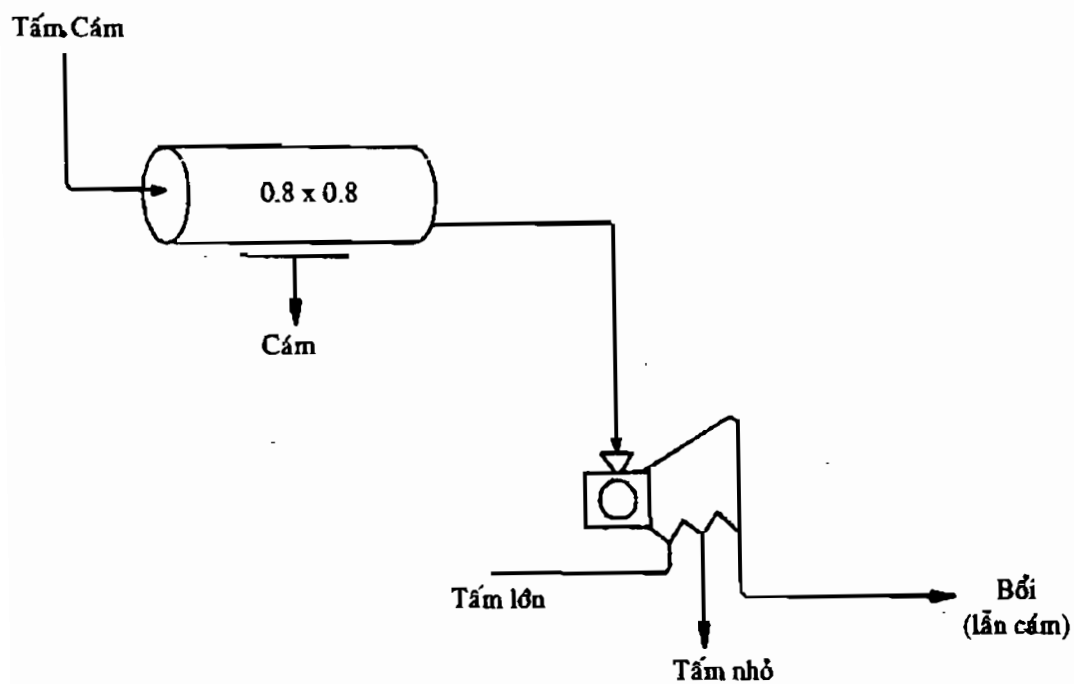 Tấm Cám
0.8 x 0.8
Cám
Tấm lớn
Bổi
(lẫn cám)
Tấm nhỏ